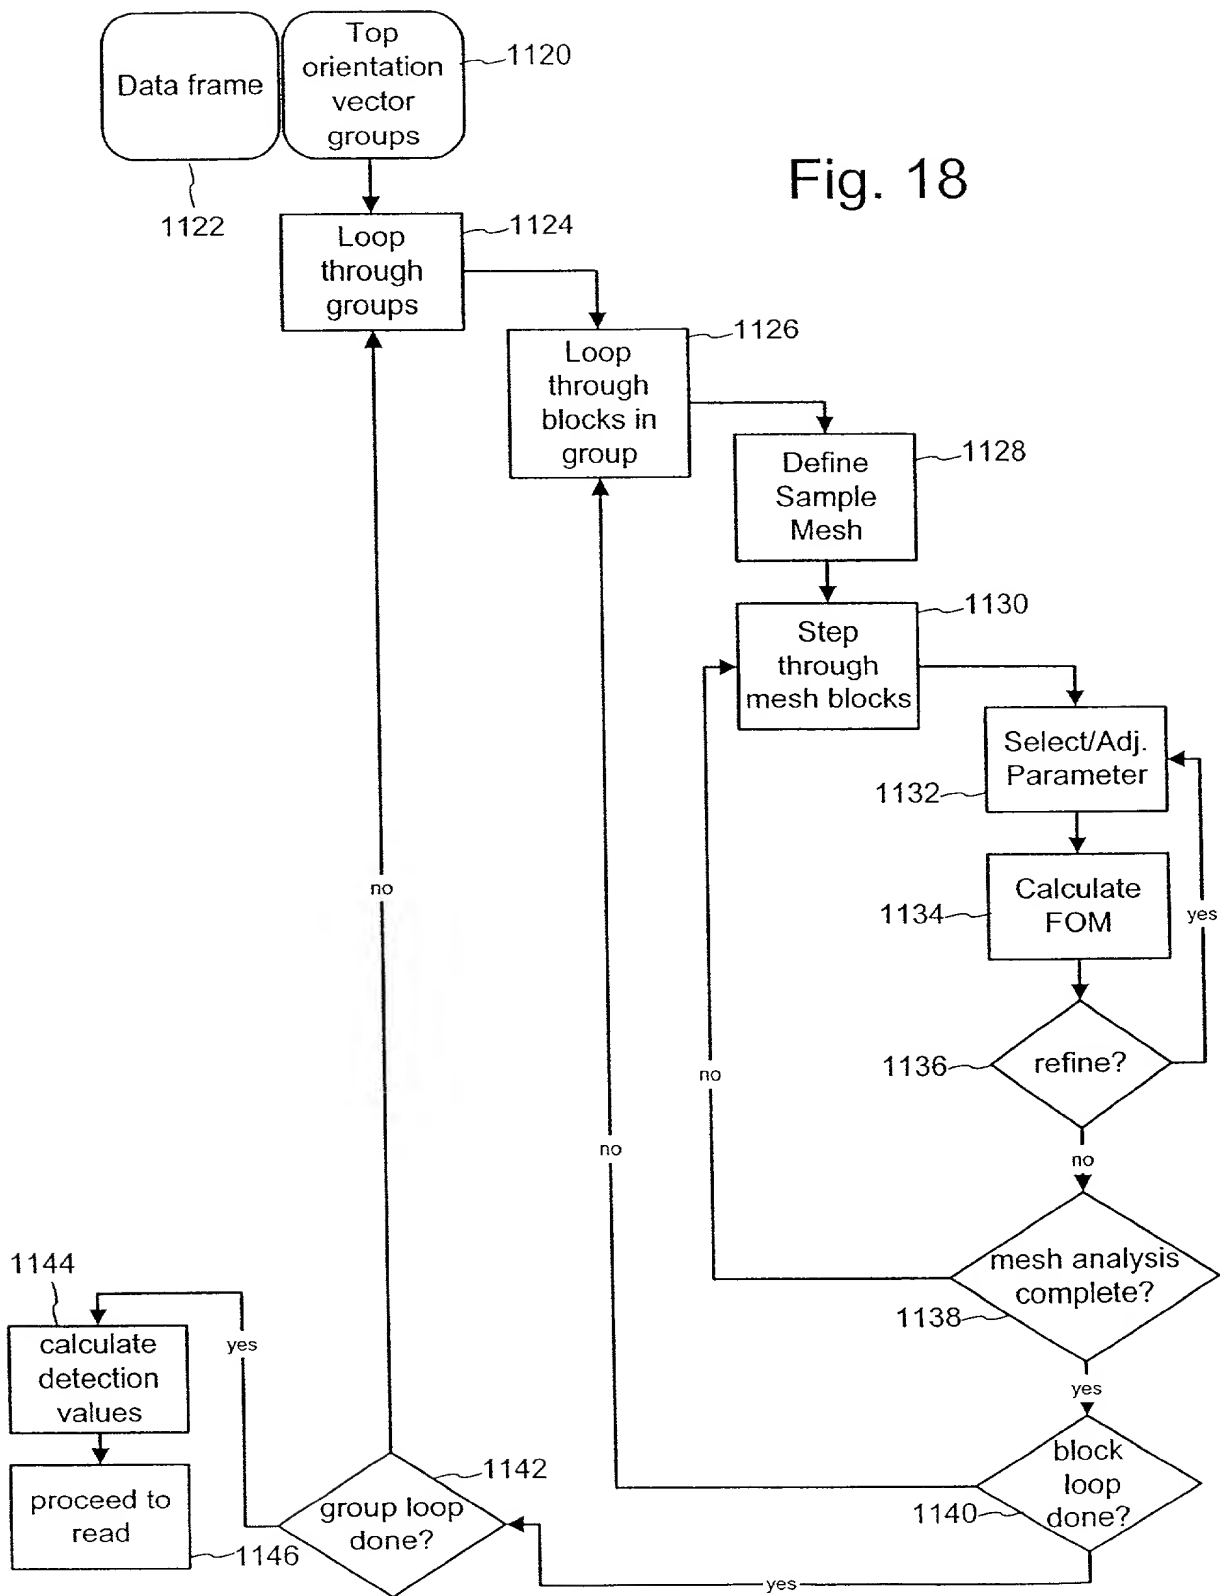 Data frame
Top
orientation
vector
groups
1120
1122
Fig. 18
Loop
through
groups
1124
Loop
through
blocks in
group
1126
Define
Sample
Mesh
1128
Step
through
mesh blocks
1130
Select/Adj.
Parameter
1132
Calculate
FOM
1134
yes
refine?
1136
no
no
no
no
mesh analysis
complete?
1138
yes
block
loop
done?
1140
yes
group loop
done?
1142
yes
1144
calculate
detection
values
proceed to
read
1146